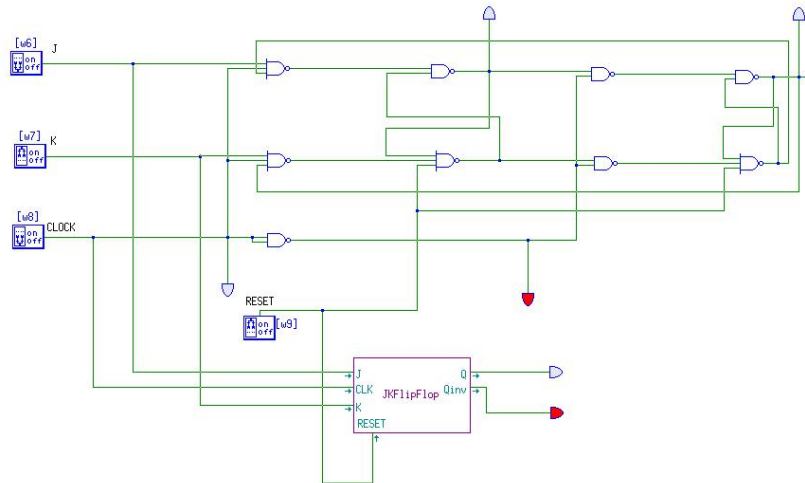 [w6]
on
off
J
[w7]
on
off
K
[w8]
on
off
CLOCK
RESET
on
off
[w9]
J
Q
CLK
Qinv
JKFlipFlop
K
RESET